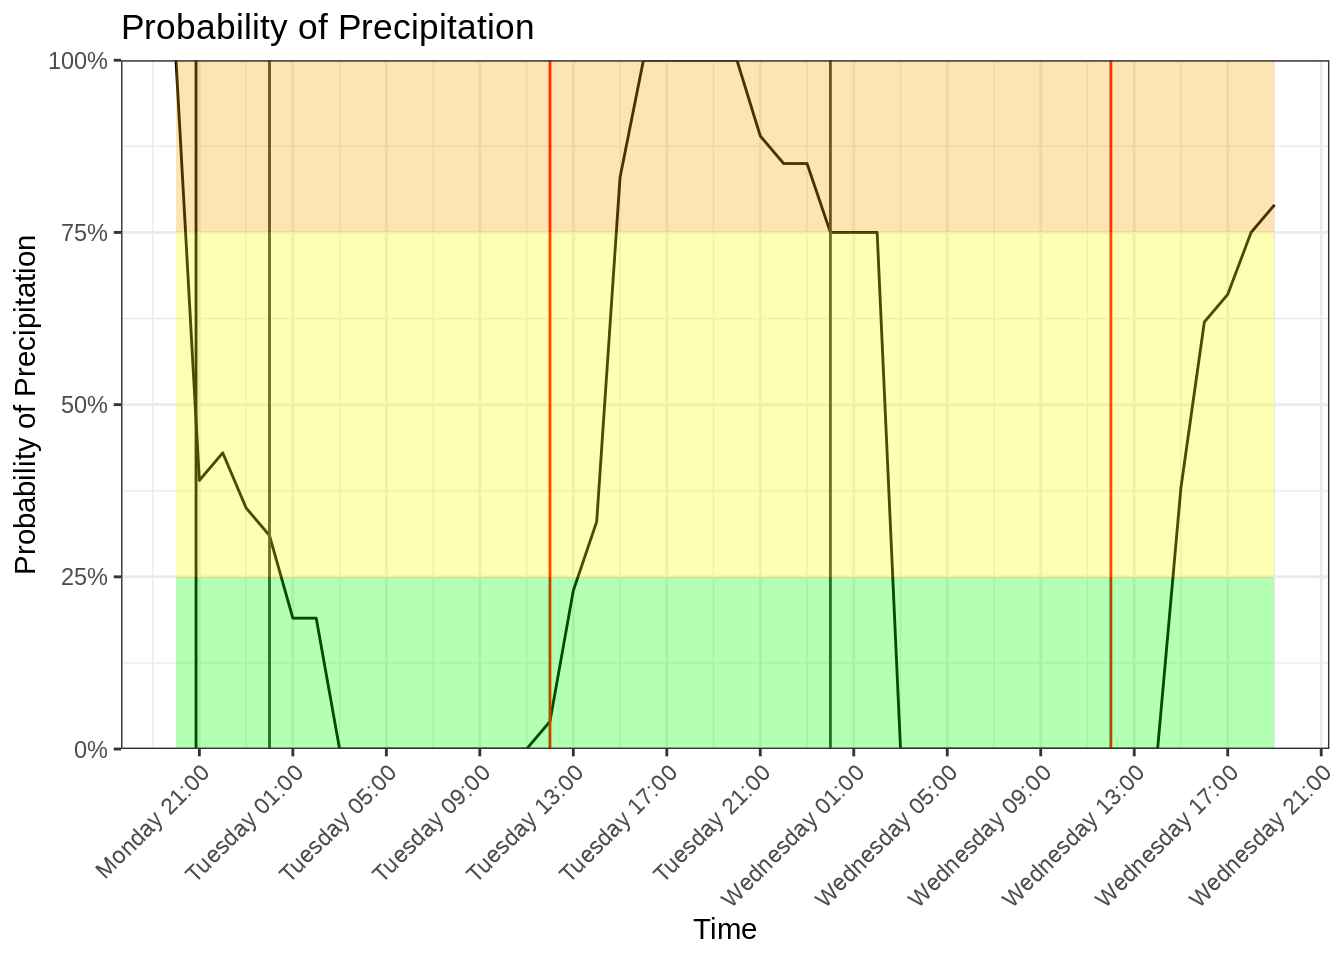 Probability of Precipitation
100%
75%
50%
25%
0%
Probability of Precipitation
Monday 21:00
Tuesday 01:00
Tuesday 05:00
Tuesday 09:00
Tuesday 13:00
Tuesday 17:00
Tuesday 21:00
Wednesday 01:00
Wednesday 05:00
Wednesday 09:00
Wednesday 13:00
Wednesday 17:00
Wednesday 21:00
Time